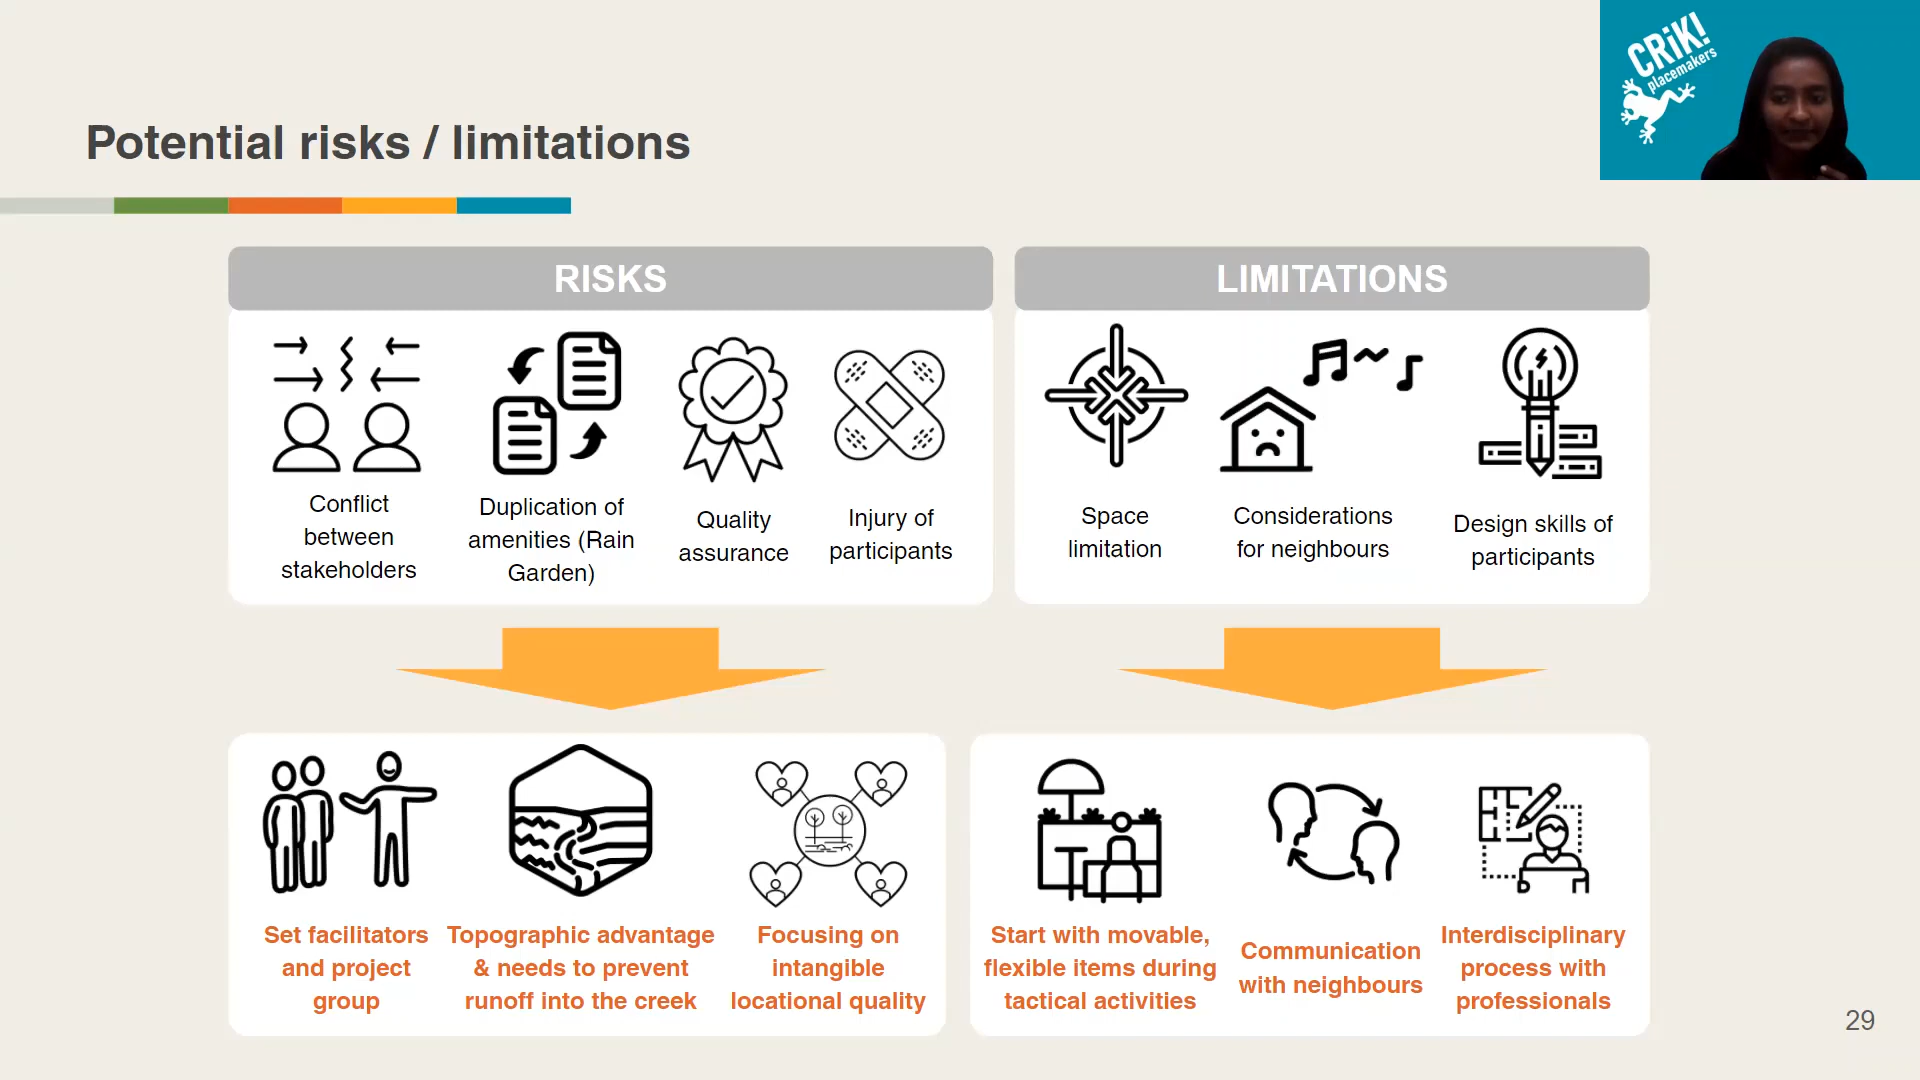 CRiK!
placemakers
Potential risks / limitations
RISKS
Conflict
between
stakeholders
Duplication of
amenities (Rain
Garden)
Quality
assurance
Injury of
participants
LIMITATIONS
Space
limitation
Considerations
for neighbours
Design skills of
participants
Set facilitators
and project
group
Topographic advantage
& needs to prevent
runoff into the creek
Focusing on
intangible
locational quality
Start with movable,
flexible items during
tactical activities
Communication
with neighbours
Interdisciplinary
process with
professionals
29